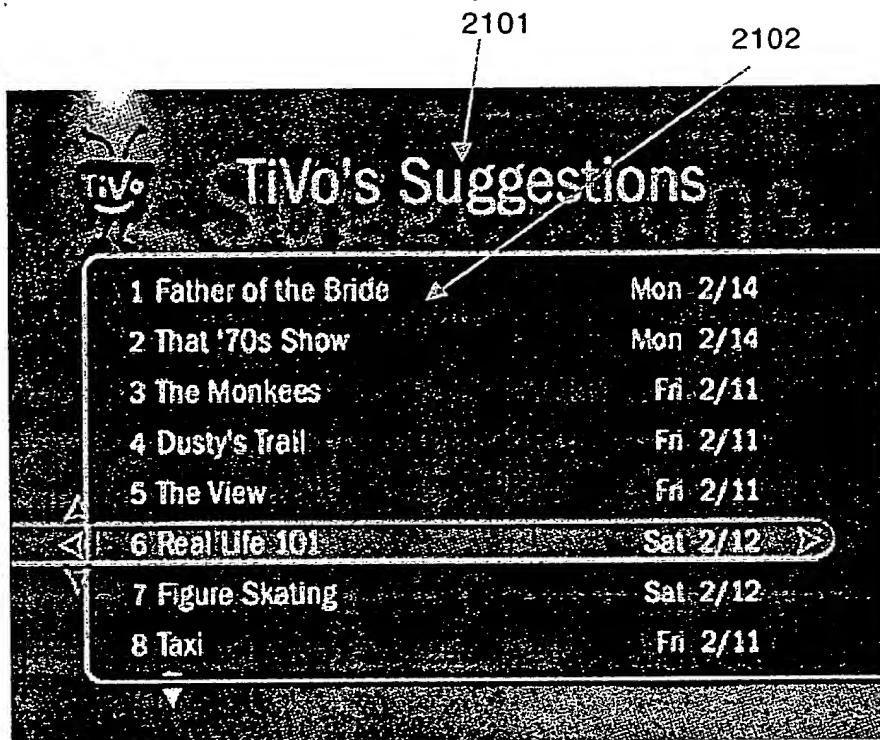 2101
2102
TiVo
TiVo's Suggestions
1 Father of the Bride Mon 2/14
2 That '70s Show Mon 2/14
3 The Monkees Fri 2/11
4 Dusty's Trail Fri 2/11
5 The View Fri 2/11
6 Real Life 101 Sat 2/12
7 Figure Skating Sat 2/12
8 Taxi Fri 2/11